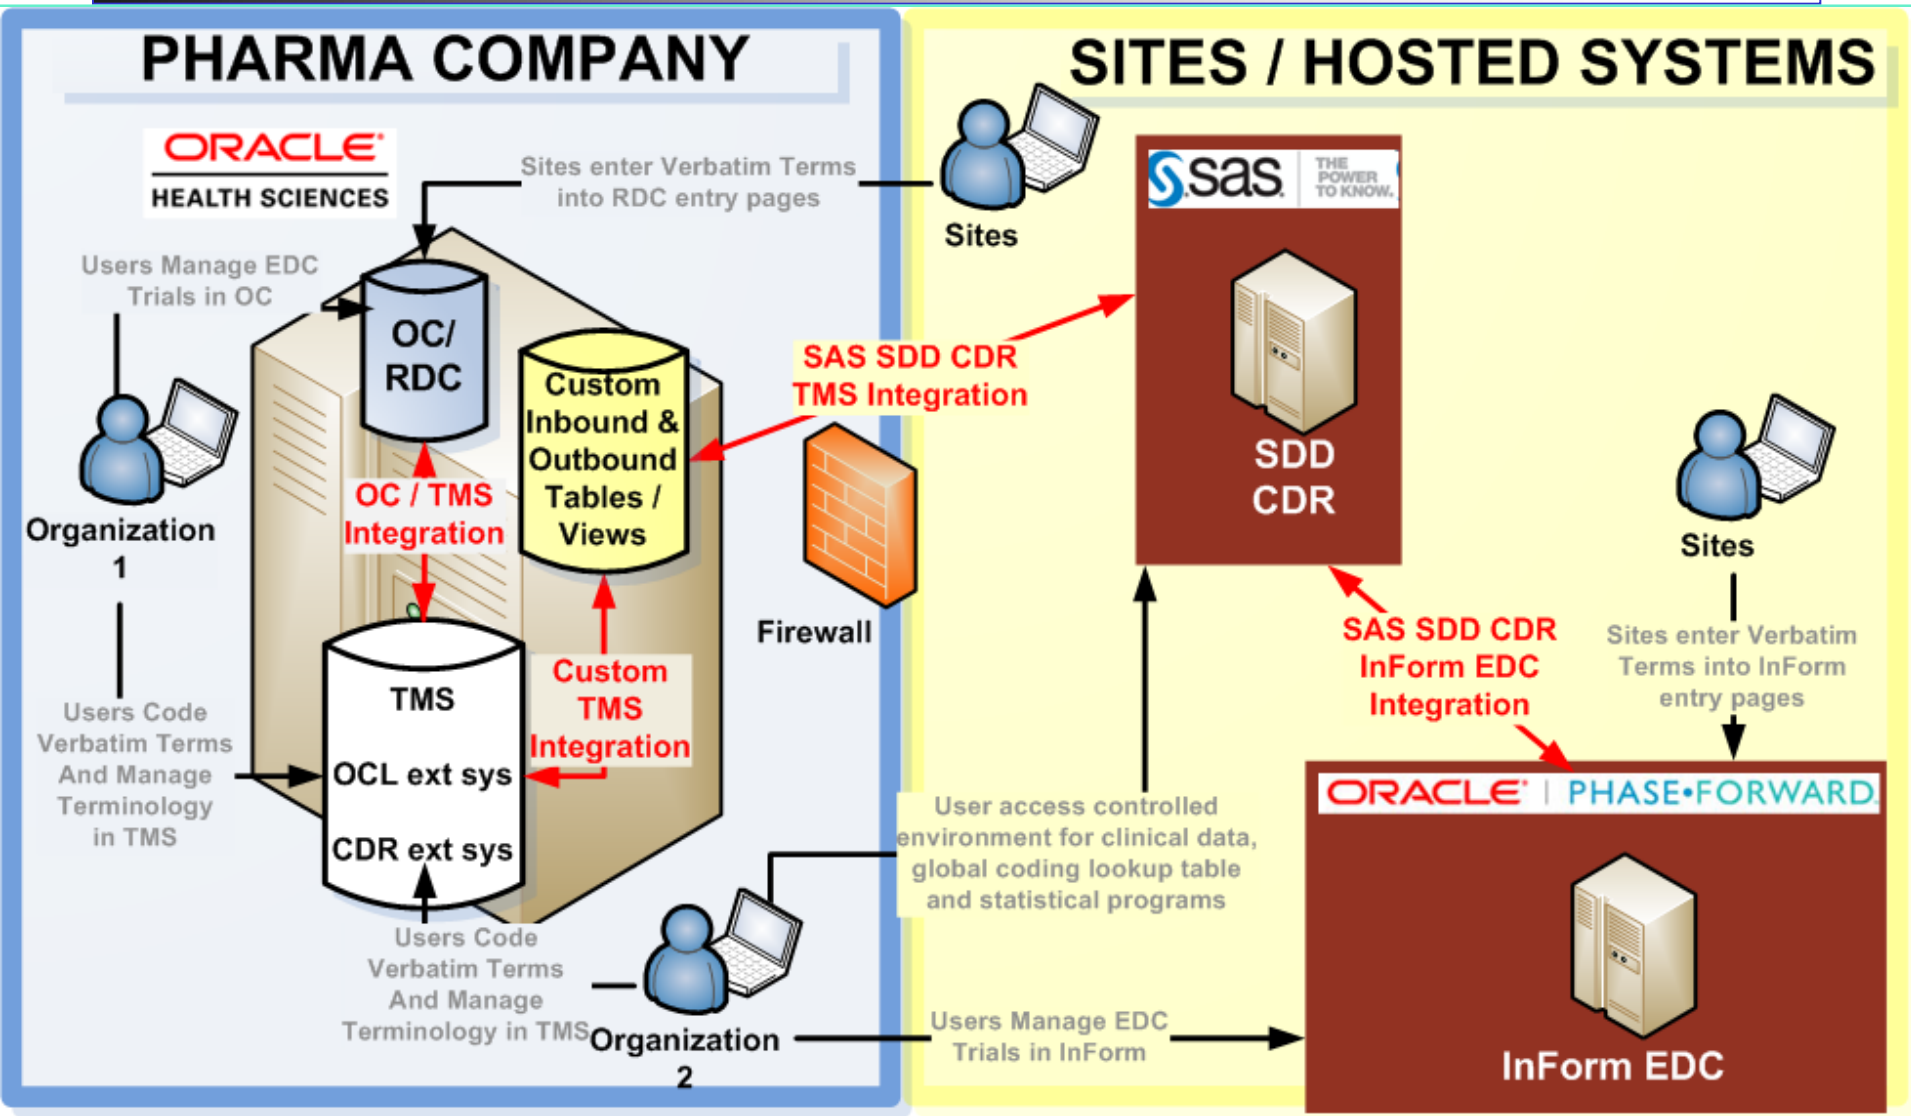 PHARMA COMPANY
SITES / HOSTED SYSTEMS
ORACLE
HEALTH SCIENCES
Sites enter Verbatim Terms
into RDC entry pages
Sites
sas
THE
POWER
TO KNOW.
Users Manage EDC
Trials in OC
OC/
RDC
Custom
Inbound &
Outbound
Tables /
Views
SAS SDD CDR
TMS Integration
SDD
CDR
Organization
1
OC / TMS
Integration
Firewall
Sites
SAS SDD CDR
InForm EDC
Integration
Sites enter Verbatim
Terms into InForm
entry pages
Users Code
Verbatim Terms
And Manage
Terminology
in TMS
TMS
OCL ext sys
CDR ext sys
Custom
TMS
Integration
User access controlled
environment for clinical data,
global coding lookup table
and statistical programs
ORACLE | PHASE•FORWARD.
Users Code
Verbatim Terms
And Manage
Terminology in TMS
Organization
2
Users Manage EDC
Trials in InForm
InForm EDC